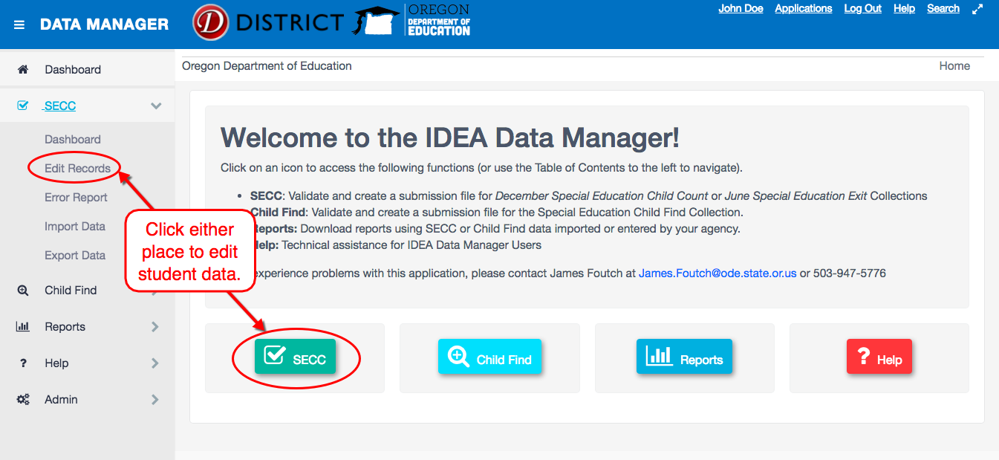 DATA MANAGER
D DISTRICT
OREGON
DEPARTMENT OF
EDUCATION
John Doe Applications Log Out Help Search
Dashboard
SECC
Dashboard
Edit Records
Error Report
Import Data
Export Data
Child Find
Reports
? Help
Admin
Oregon Department of Education
Home
Welcome to the IDEA Data Manager!
Click on an icon to access the following functions (or use the Table of Contents to the left to navigate).
• SECC: Validate and create a submission file for December Special Education Child Count or June Special Education Exit Collections
Child Find: Validate and create a submission file for the Special Education Child Find Collection.
eports: Download reports using SECC or Child Find data imported or entered by your agency.
elp: Technical assistance for IDEA Data Manager Users
experience problems with this application, please contact James Foutch at James.Foutch@ode.state.or.us or 503-947-5776
Click either
place to edit
student data.
SECC
Child Find
Reports
? Help